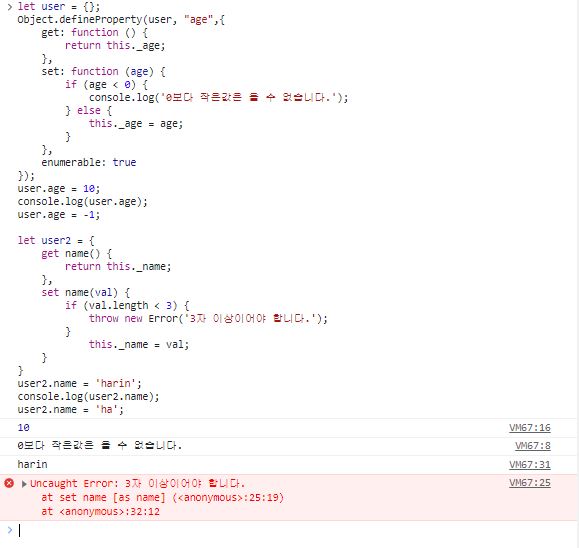 let user = {};
Object.defineProperty(user, "age",{
    get: function () {
        return this._age;
    },
    set: function (age) {
        if (age < 0) {
            console.log('0보다 작은값은 올 수 없습니다.');
        } else {
            this._age = age;
        }
    },
    enumerable: true
});
user.age = 10;
console.log(user.age);
user.age = -1;

let user2 = {
    get name() {
        return this._name;
    },
    set name(val) {
        if (val.length < 3) {
            throw new Error('3자 이상이어야 합니다.');
        }
            this._name = val;
    }
}
user2.name = 'harin';
console.log(user2.name);
user2.name = 'ha';
10 VM67:16
0보다 작은값은 올 수 없습니다. VM67:8
harin VM67:31
Uncaught Error: 3자 이상이어야 합니다. VM67:25
    at set name [as name] (<anonymous>:25:19)
    at <anonymous>:32:12